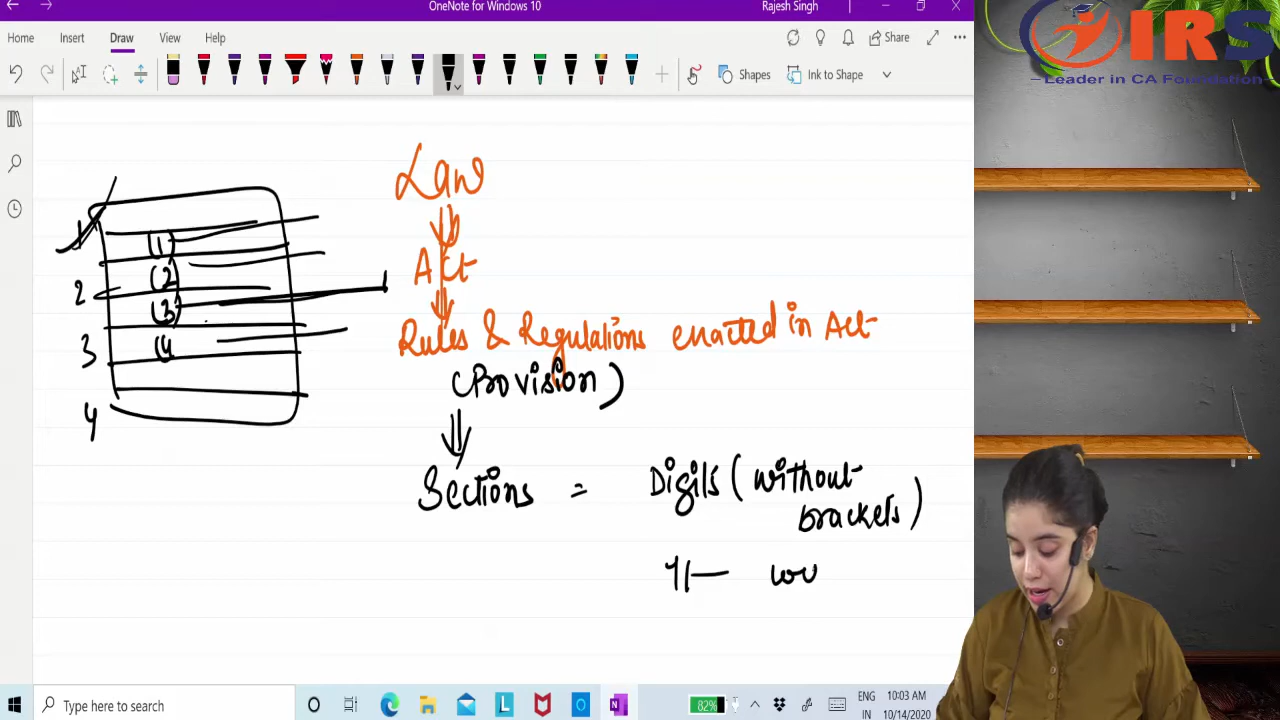 OneNote for Windows 10
Rajesh Singh
Home Insert Draw View Help
Share
Shapes
Ink to Shape
IRS
-Leader in CA Foundation-
Law
Act
Rules & Regulations enacted in Act
(Provision)
Sections = Digits (without
brackets)
1
2
3
4
(1)
(2)
(3)
(4
Type here to search
82%
ENG
IN
10:03 AM
10/14/2020